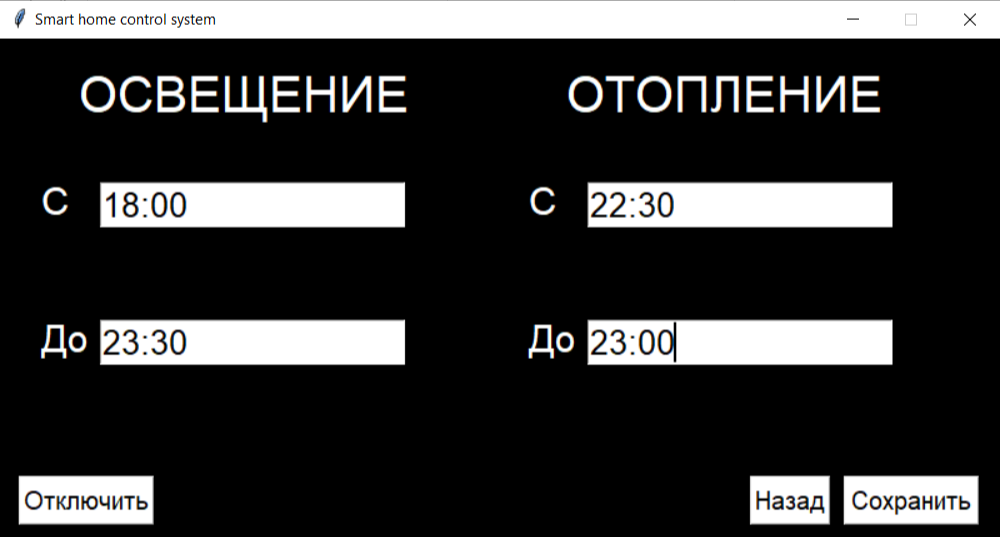 Smart home control system
ОСВЕЩЕНИЕ
ОТОПЛЕНИЕ
С 18:00
С 22:30
До 23:30
До 23:00
Отключить
Назад
Сохранить